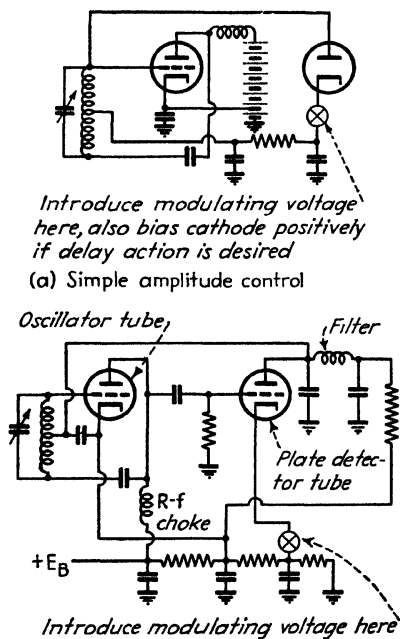 Introduce modulating voltage
here, also bias cathode positively
if delay action is desired
(a) Simple amplitude control
Oscillator tube,
Filter
Plate detec-
tor tube
R-f
choke
+EB
Introduce modulating voltage here